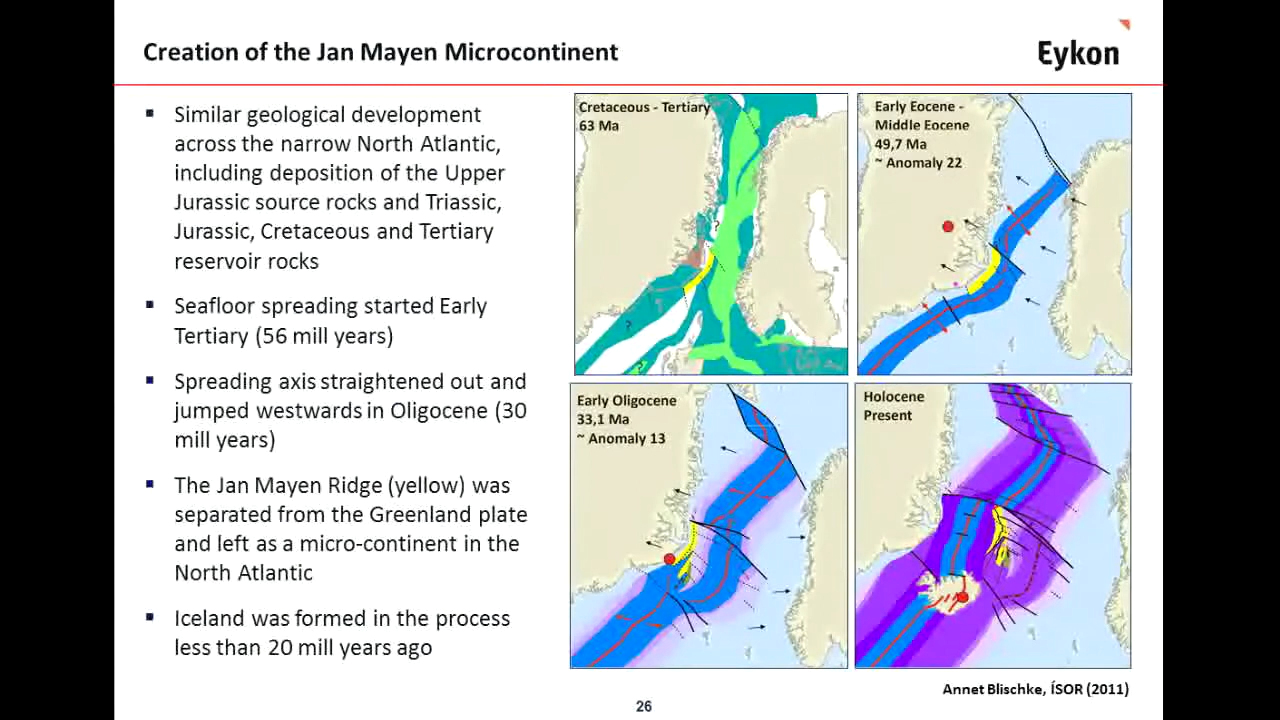 Creation of the Jan Mayen Microcontinent
Eykon
Similar geological development
across the narrow North Atlantic,
including deposition of the Upper
Jurassic source rocks and Triassic,
Jurassic, Cretaceous and Tertiary
reservoir rocks
Seafloor spreading started Early
Tertiary (56 mill years)
Spreading axis straightened out and
jumped westwards in Oligocene (30
mill years)
The Jan Mayen Ridge (yellow) was
separated from the Greenland plate
and left as a micro-continent in the
North Atlantic
Iceland was formed in the process
less than 20 mill years ago
Cretaceous - Tertiary
63 Ma
?
?
?
Early Eocene -
Middle Eocene
49,7 Ma
~ Anomaly 22
Early Oligocene
33,1 Ma
~ Anomaly 13
Holocene
Present
Annet Blischke, ÍSOR (2011)
26